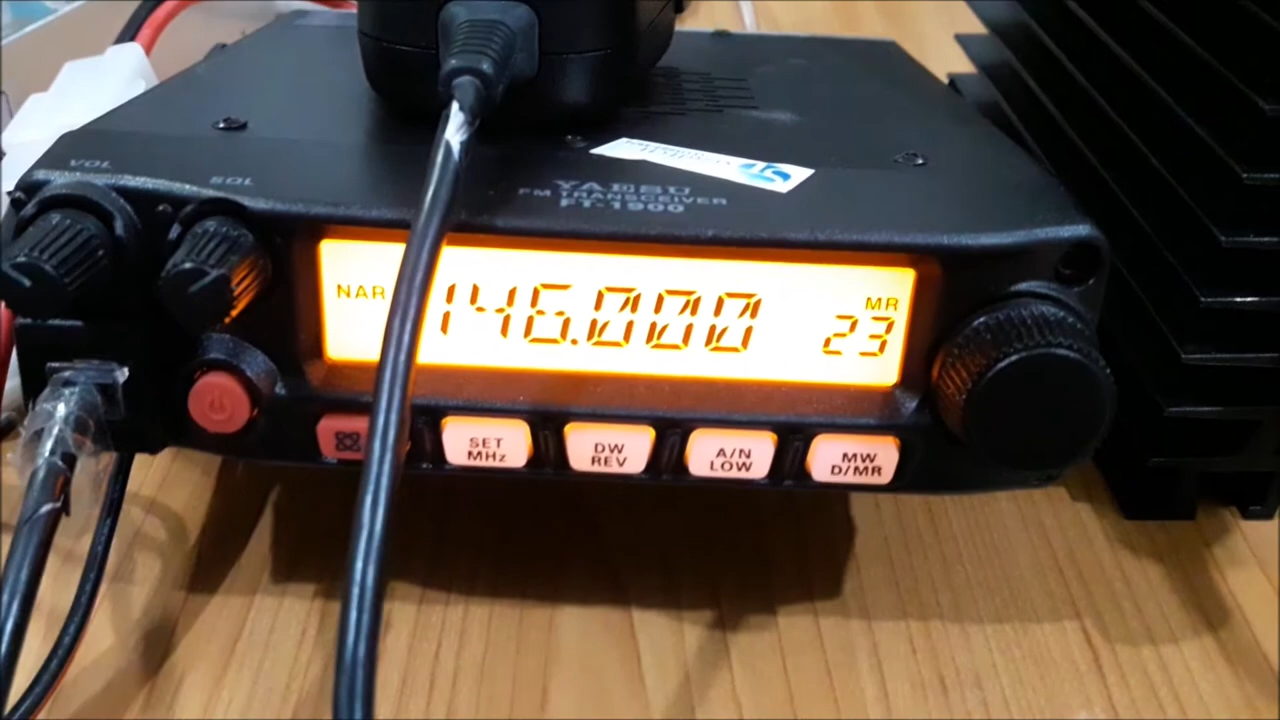 VOL
SQL
YAESU
FM TRANSCEIVER
FT-1900
NAR 146.000 MR
23
SET
MHz
DW
REV
A/N
LOW
MW
D/MR